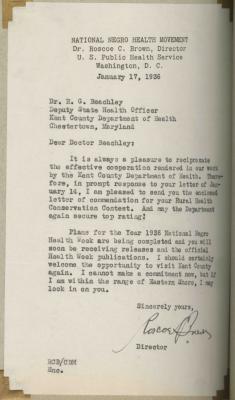 NATIONAL NEGRO HEALTH MOVEMENT
Dr. Roscoe C. Brown, Director
U. S. Public Health Service
Washington, D. C.
January 17, 1936
Dr. R. G. Beachley
Deputy State Health Officer
Kent County Department of Health
Chestertown, Maryland
Dear Doctor Beachley:
It is always a pleasure to reciprocate
the effective cooperation rendered in our work
by the Kent County Department of Health. There-
fore, in prompt response to your letter of Jan-
uary 14, I am pleased to send you the enclosed
letter of commendation for your Rural Health
Conservation Contest. And may the Department
again secure top rating!
Plans for the Year 1936 National Negro
Health Week are being completed and you will
soon be receiving releases and the official
Health Week publications. I should certainly
welcome the opportunity to visit Kent County
again. I cannot make a commitment now, but if
I am within the range of Eastern Shore, I may
look in on you.
Sincerely yours,
Roscoe C Brown
Director
RCB/CDM
Enc.